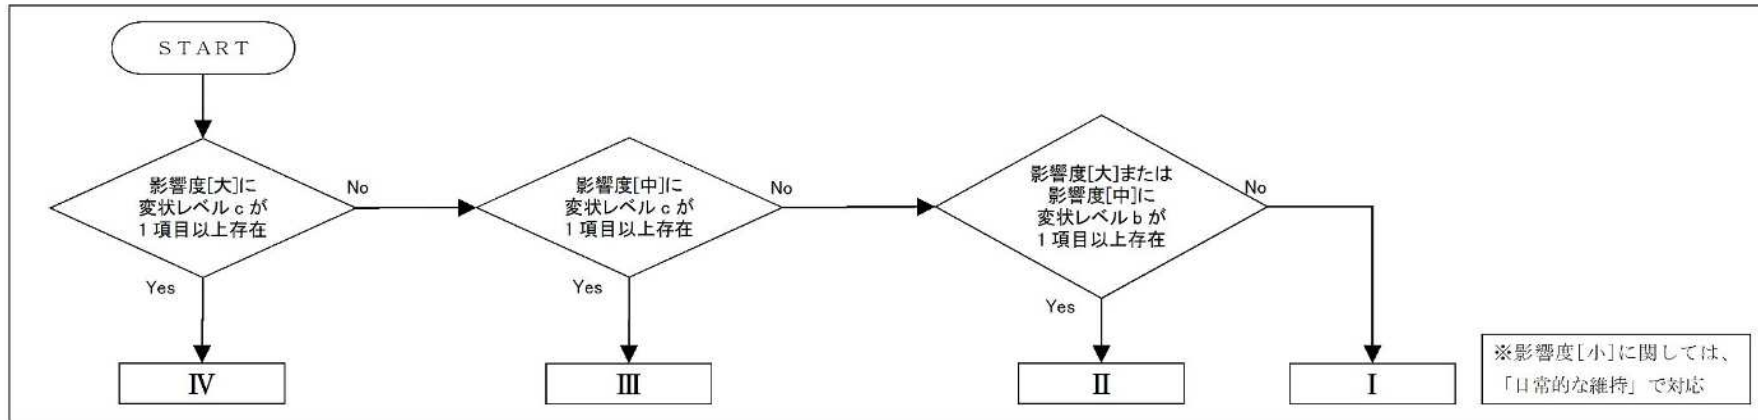 START
影響度[大]に
変状レベルcが
1項目以上存在
No
Yes
Ⅳ
影響度[中]に
変状レベルcが
1項目以上存在
No
Yes
Ⅲ
影響度[大]または
影響度[中]に
変状レベルbが
1項目以上存在
No
Yes
Ⅱ
Ⅰ
※影響度[小]に関しては、
「日常的な維持」で対応